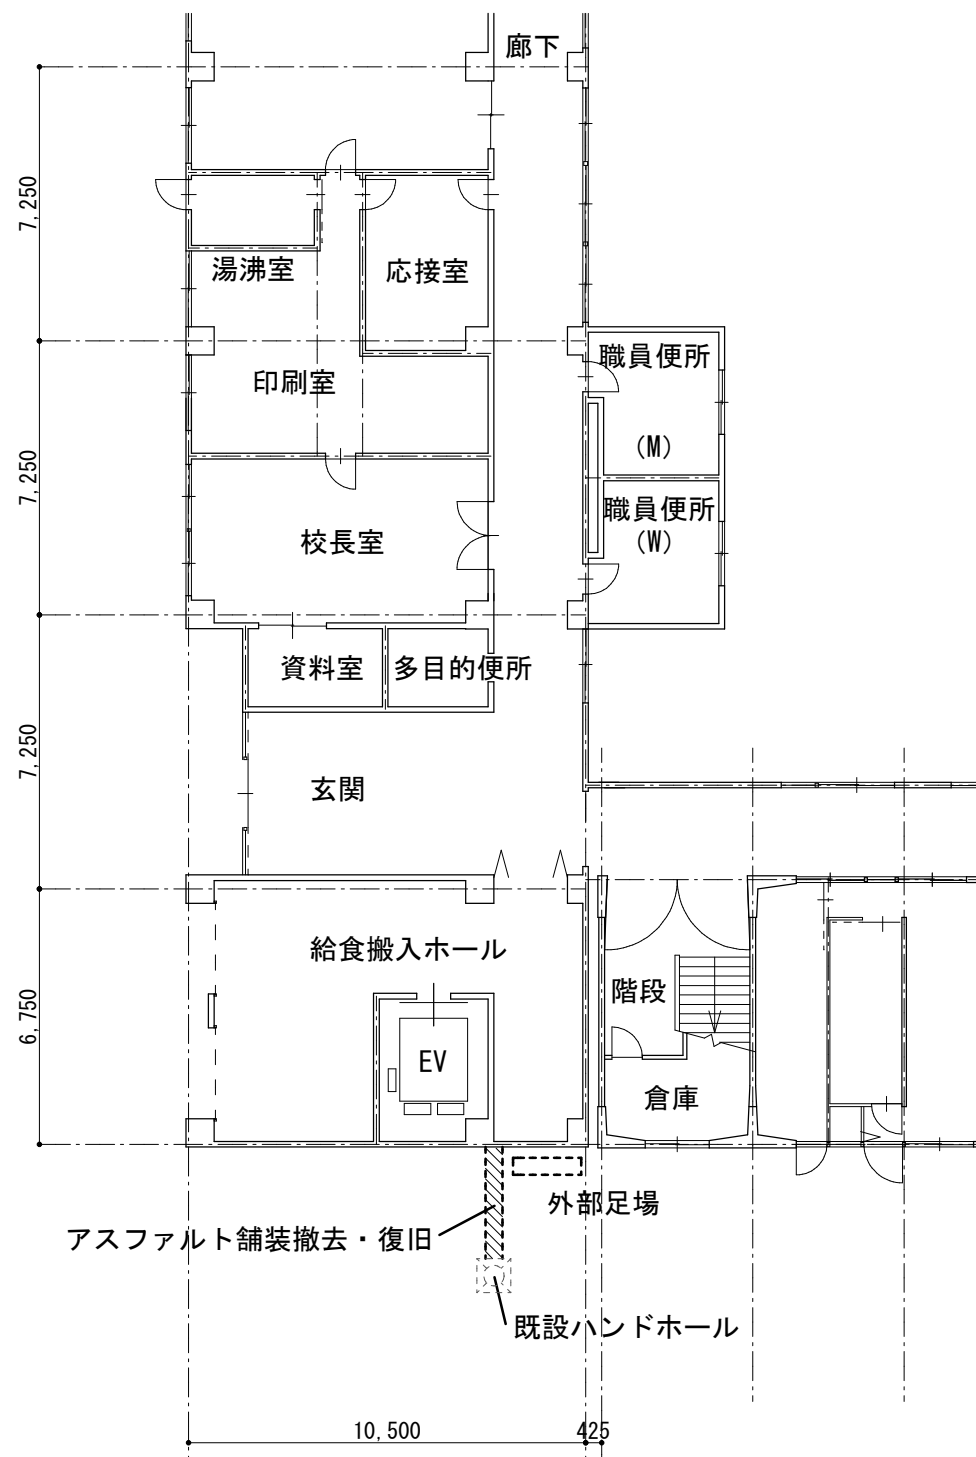 廊下
7,250
湯沸室
応接室
職員便所
印刷室
(M)
7,250
職員便所
(W)
校長室
資料室
多目的便所
7,250
玄関
給食搬入ホール
階段
6,750
EV
倉庫
外部足場
アスファルト舗装撤去・復旧
既設ハンドホール
10,500
425